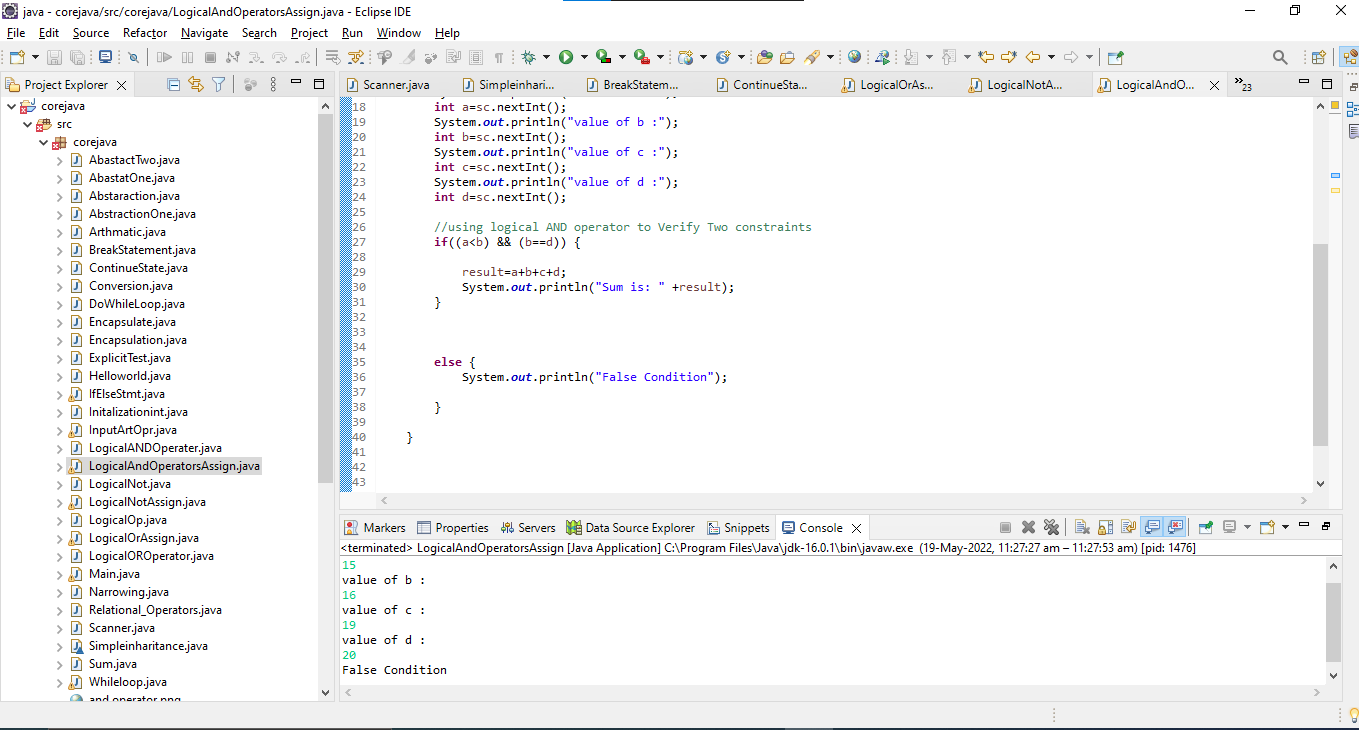 java - corejava/src/corejava/LogicalAndOperatorsAssign.java - Eclipse IDE
File Edit Source Refactor Navigate Search Project Run Window Help
Project Explorer
corejava
src
corejava
AbastactTwo.java
AbastatOne.java
Abstaraction.java
AbstractionOne.java
Arthmatic.java
BreakStatement.java
ContinueState.java
Conversion.java
DoWhileLoop.java
Encapsulate.java
Encapsulation.java
ExplicitTest.java
Helloworld.java
IfElseStmt.java
Initalizationint.java
InputArtOpr.java
LogicalANDOperater.java
LogicalAndOperatorsAssign.java
LogicalNot.java
LogicalNotAssign.java
LogicalOp.java
LogicalOrAssign.java
LogicalOROperator.java
Main.java
Narrowing.java
Relational_Operators.java
Scanner.java
Simpleinharitance.java
Sum.java
Whileloop.java
and operator.png
Scanner.java Simpleinhari... BreakStatem... ContinueSta... LogicalOrAs... LogicalNotA... LogicalAndO... 23
18 int a=sc.nextInt();
19 System.out.println("value of b :");
20 int b=sc.nextInt();
21 System.out.println("value of c :");
22 int c=sc.nextInt();
23 System.out.println("value of d :");
24 int d=sc.nextInt();
25
26 //using logical AND operator to Verify Two constraints
27 if((a<b) && (b==d)) {
28
29 result=a+b+c+d;
30 System.out.println("Sum is: " +result);
31 }
32
33
34
35 else {
36 System.out.println("False Condition");
37
38 }
39
40 }
41
42
43
Markers Properties Servers Data Source Explorer Snippets Console
<terminated> LogicalAndOperatorsAssign [Java Application] C:\Program Files\Java\jdk-16.0.1\bin\javaw.exe (19-May-2022, 11:27:27 am – 11:27:53 am) [pid: 1476]
15
value of b :
16
value of c :
19
value of d :
20
False Condition